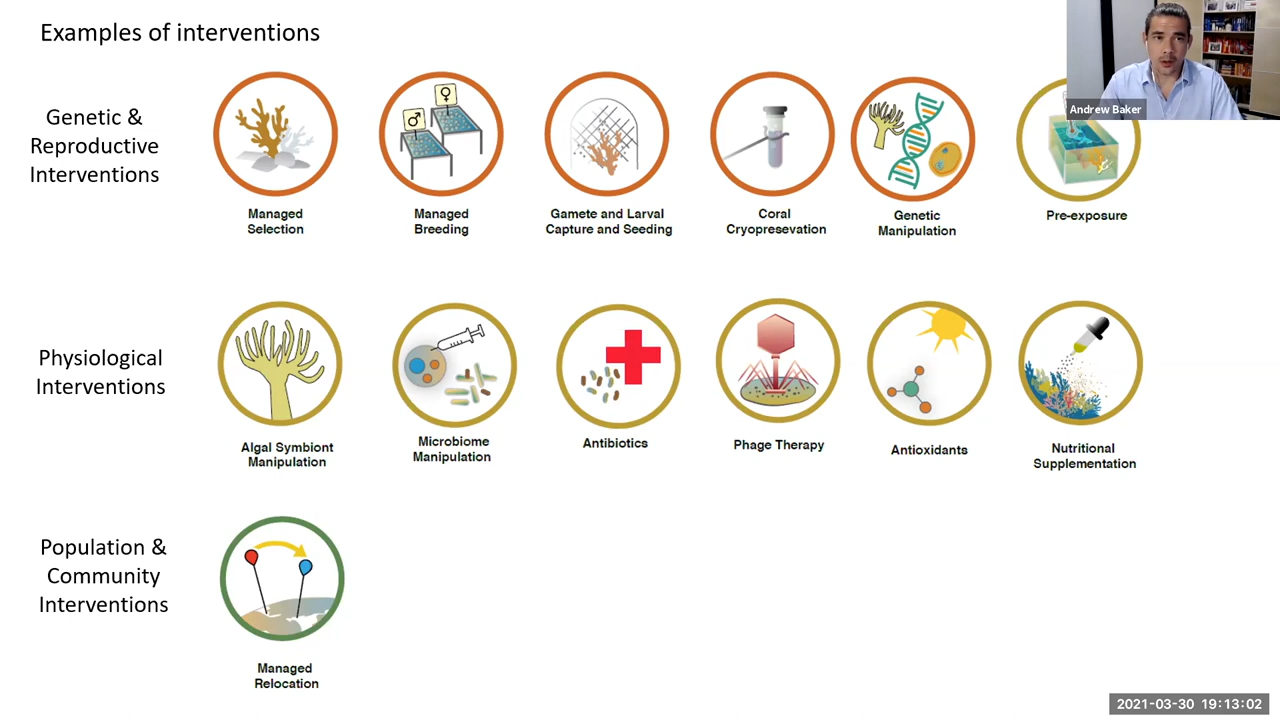 Examples of interventions
Andrew Baker
Genetic &
Reproductive
Interventions
Managed
Selection
Managed
Breeding
Gamete and Larval
Capture and Seeding
Coral
Cryopresevation
Genetic
Manipulation
Pre-exposure
♂
♀
Physiological
Interventions
Algal Symbiont
Manipulation
Microbiome
Manipulation
Antibiotics
Phage Therapy
Antioxidants
Nutritional
Supplementation
Population &
Community
Interventions
Managed
Relocation
2021-03-30 19:13:02